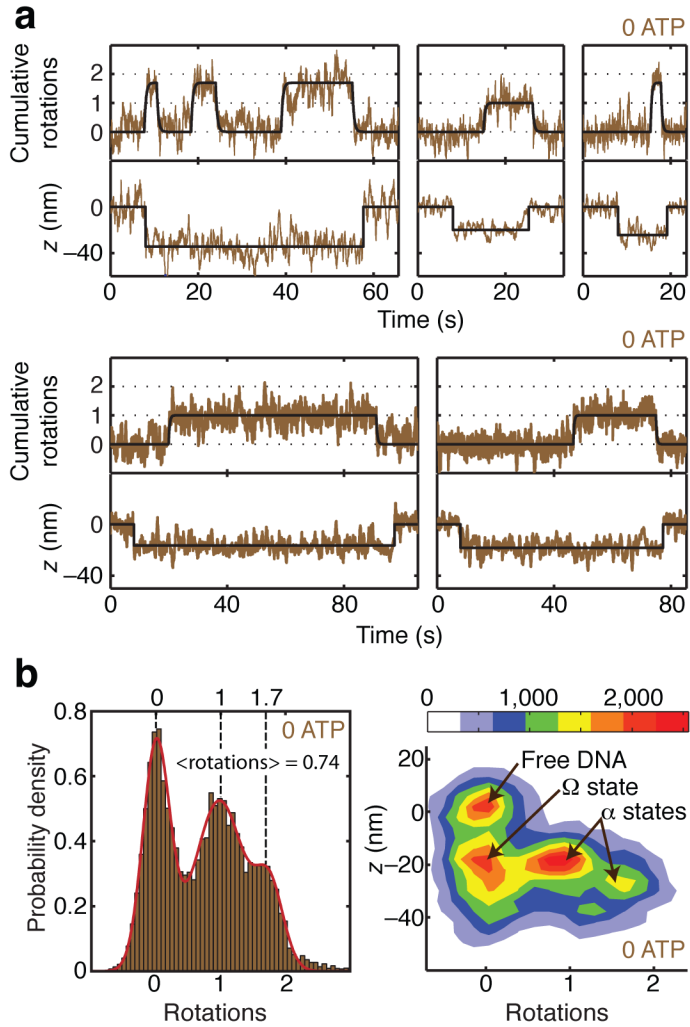 a
0 ATP
Cumulative
rotations
2
1
0
z (nm)
0
−40
0 20 40 60 0 20 0 20
Time (s)
0 ATP
Cumulative
rotations
2
1
0
z (nm)
0
−40
0 40 80 0 40 80
Time (s)
b
0 1 1.7
0 ATP
<rotations> = 0.74
Probability density
0.8
0.6
0.4
0.2
0
0 1 2
Rotations
0 1,000 2,000
Free DNA
Ω state
α states
z (nm)
20
0
−20
−40
0 ATP
0 1 2
Rotations